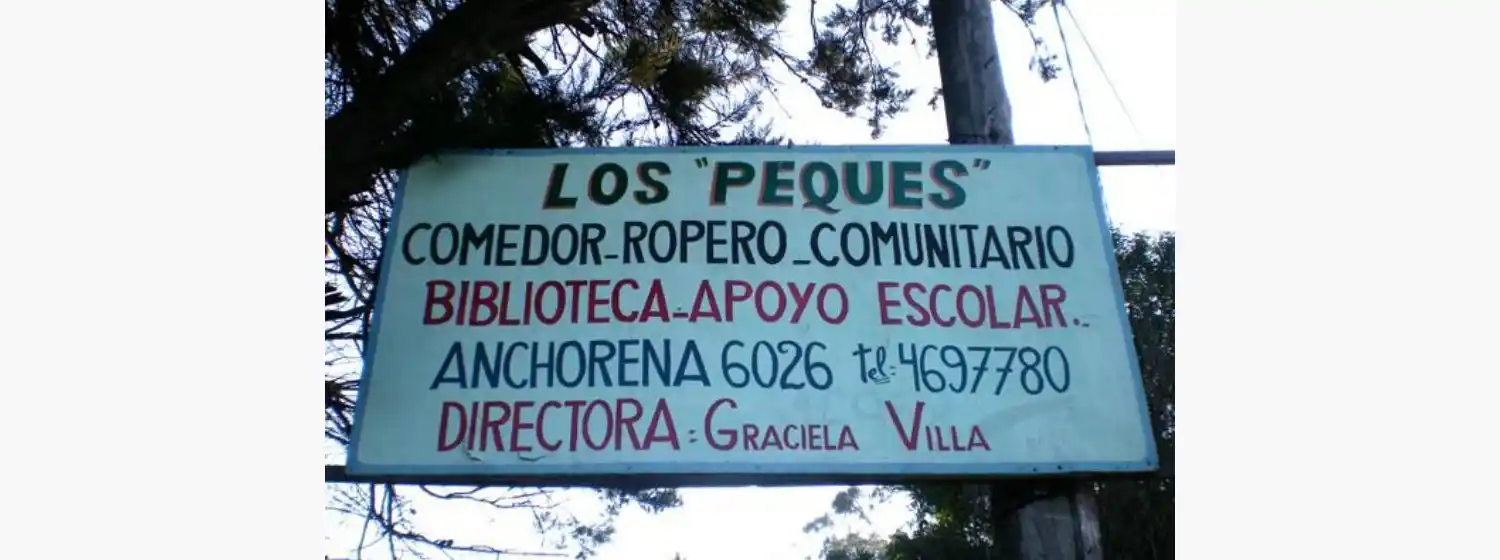 LOS "PEQUES"
COMEDOR-ROPERO-COMUNITARIO
BIBLIOTECA-APOYO ESCOLAR.-
ANCHORENA 6026 tel:4697780
DIRECTORA: GRACIELA VILLA